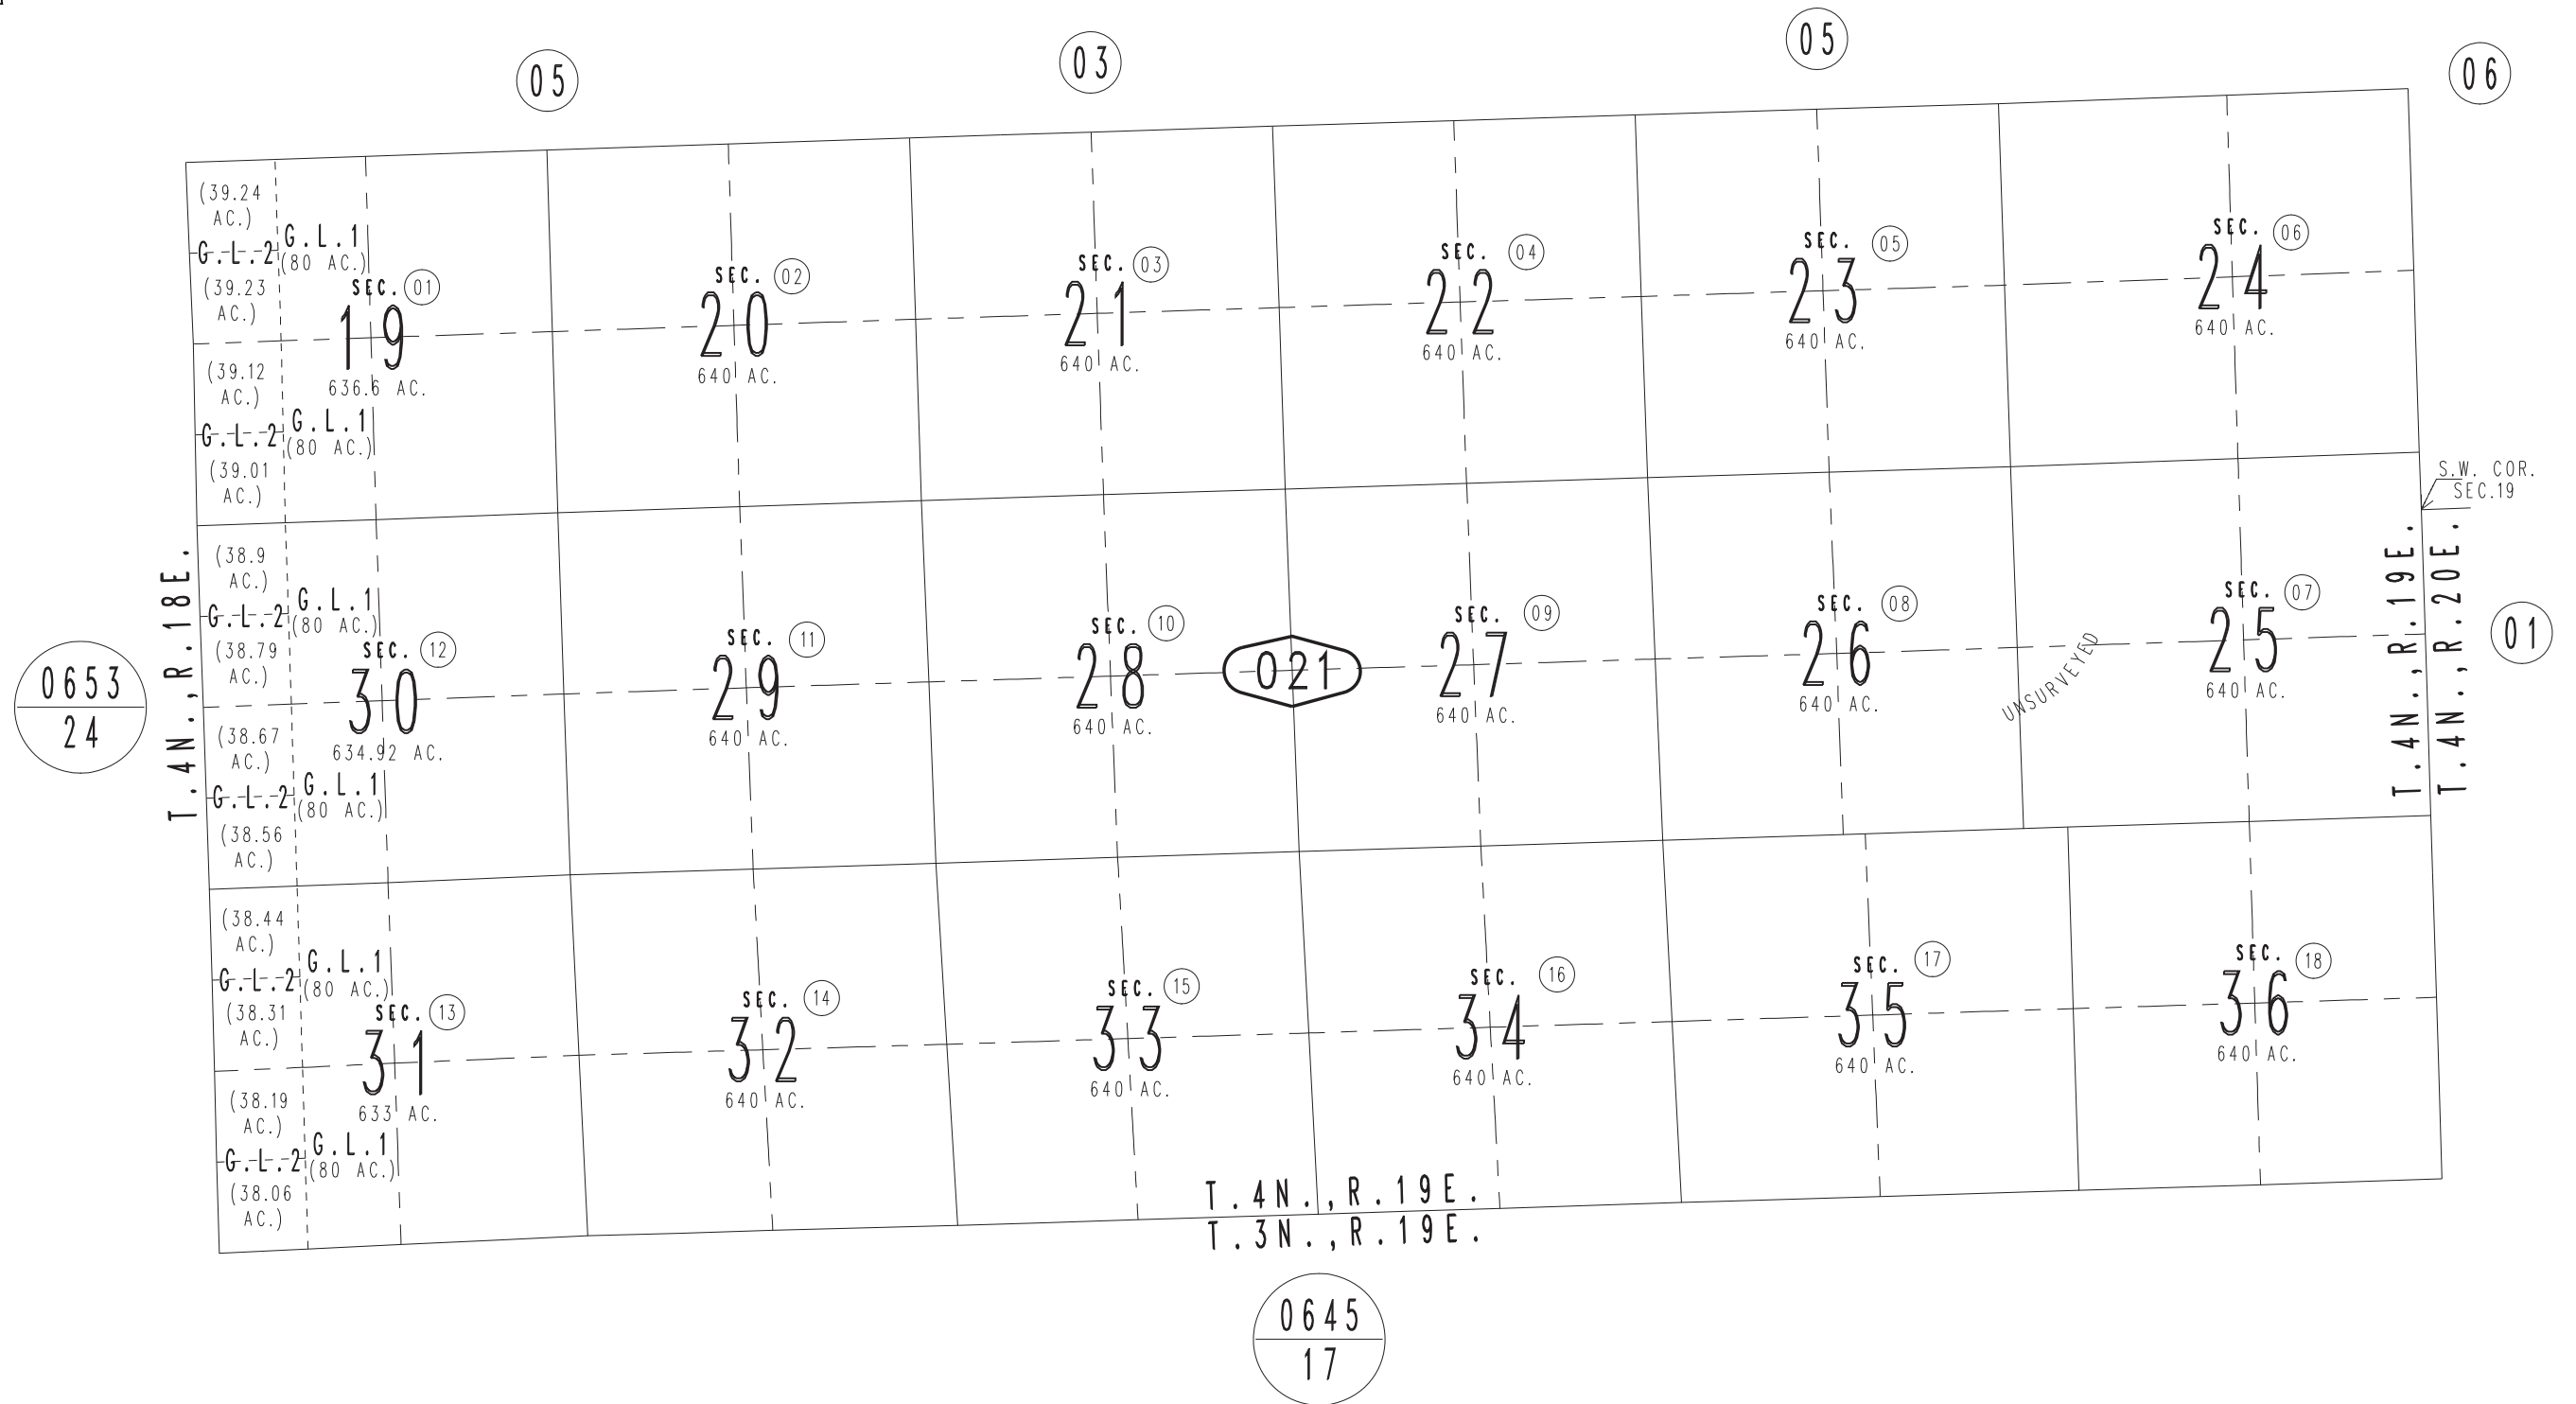 05
03
05
06
(39.24
AC.)
G.L.2
(39.23
AC.)
G.L.1
(80 AC.)
SEC. 01
19
636.6 AC.
(39.12
AC.)
G.L.2
(39.01
AC.)
G.L.1
(80 AC.)
SEC. 02
20
640 AC.
SEC. 03
21
640 AC.
SEC. 04
22
640 AC.
SEC. 05
23
640 AC.
SEC. 06
24
640 AC.
S.W. COR.
SEC.19
0653
24
T.4N.,R.18E.
(38.9
AC.)
G.L.2
(38.79
AC.)
G.L.1
(80 AC.)
SEC. 12
30
634.92 AC.
(38.67
AC.)
G.L.2
(38.56
AC.)
G.L.1
(80 AC.)
SEC. 11
29
640 AC.
SEC. 10
28
640 AC.
021
SEC. 09
27
640 AC.
SEC. 08
26
640 AC.
UNSURVEYED
SEC. 07
25
640 AC.
T.4N.,R.19E.
T.4N.,R.20E.
01
(38.44
AC.)
G.L.2
(38.31
AC.)
G.L.1
(80 AC.)
SEC. 13
31
633 AC.
(38.19
AC.)
G.L.2
(38.06
AC.)
G.L.1
(80 AC.)
SEC. 14
32
640 AC.
SEC. 15
33
640 AC.
SEC. 16
34
640 AC.
SEC. 17
35
640 AC.
SEC. 18
36
640 AC.
T.4N.,R.19E.
T.3N.,R.19E.
0645
17